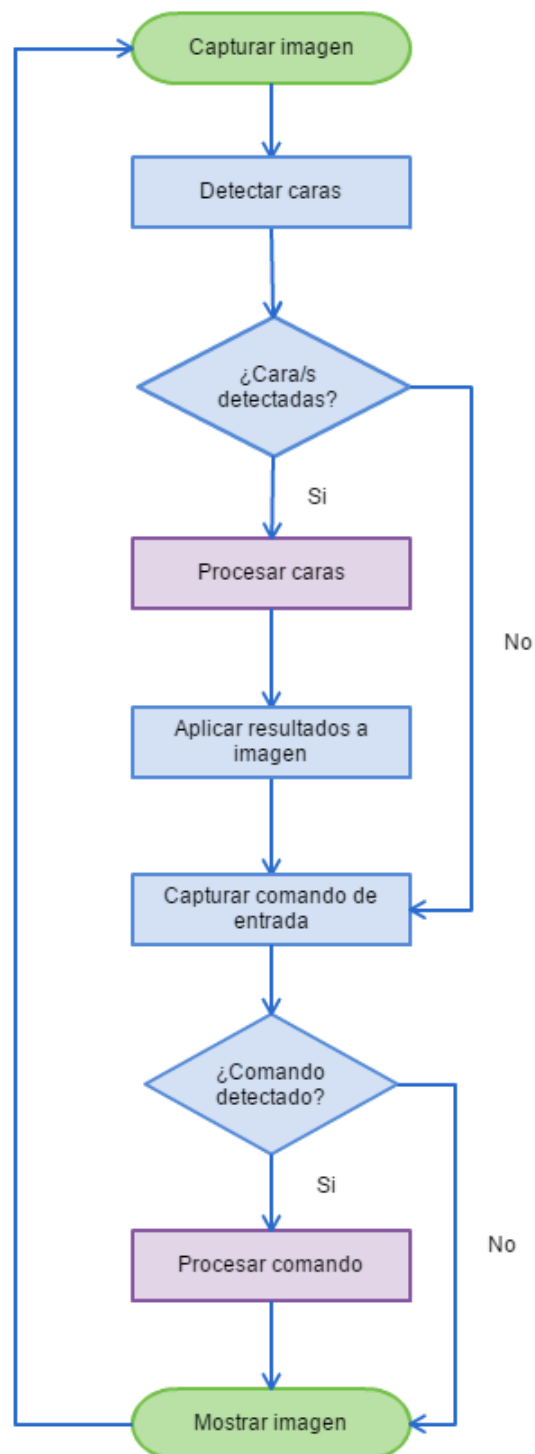 Capturar imagen
Detectar caras
¿Cara/s
detectadas?
Si
Procesar caras
No
Aplicar resultados a
imagen
Capturar comando de
entrada
¿Comando
detectado?
Si
No
Procesar comando
Mostrar imagen